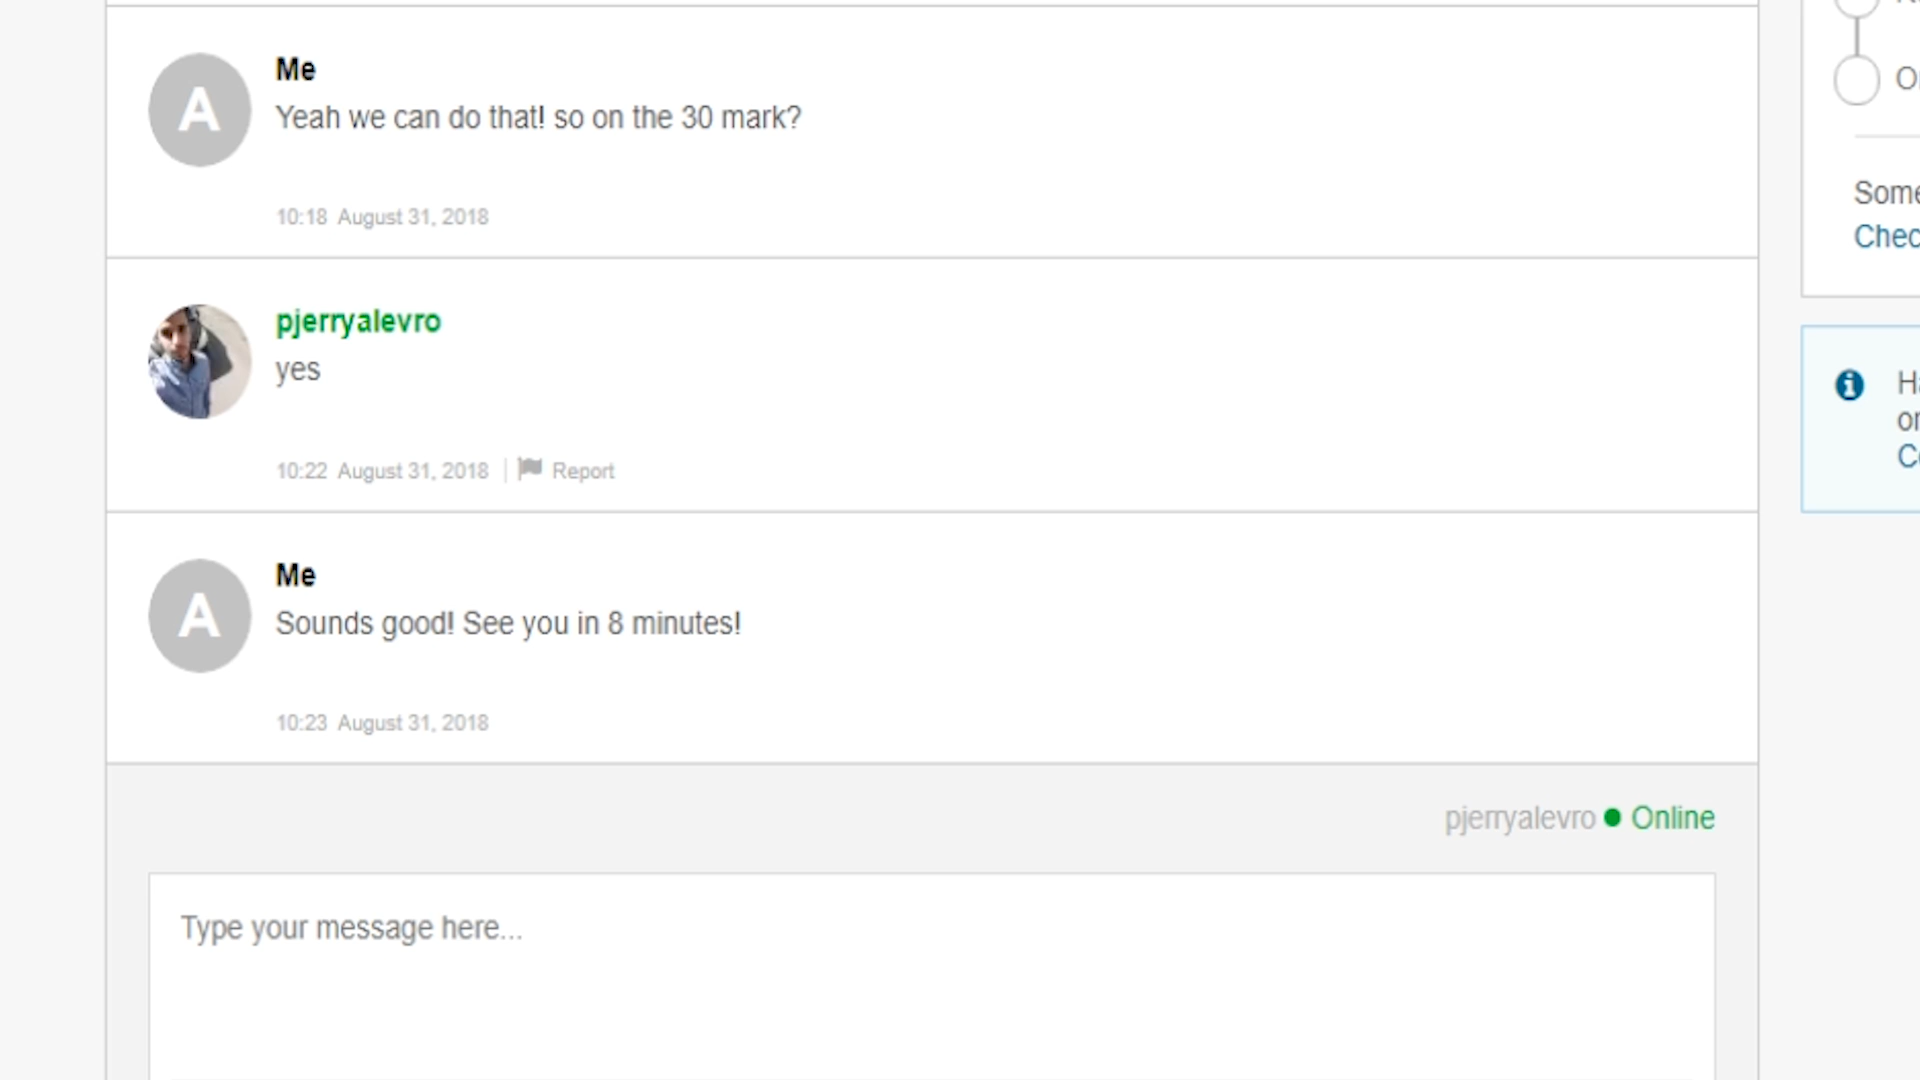 A
Me
Yeah we can do that! so on the 30 mark?
10:18 August 31, 2018
pjerryalevro
yes
10:22 August 31, 2018 Report
A
Me
Sounds good! See you in 8 minutes!
10:23 August 31, 2018
pjerryalevro Online
Type your message here...
Some
Chec